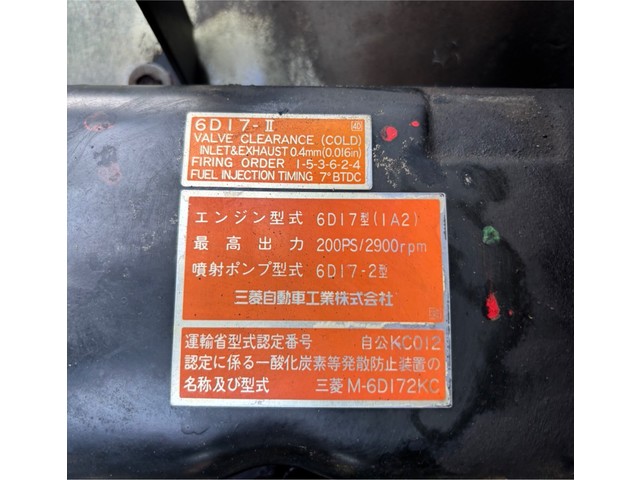 6D17-Ⅱ 4D
VALVE CLEARANCE (COLD)
INLET&EXHAUST 0.4mm(0.016in)
FIRING ORDER 1-5-3-6-2-4
FUEL INJECTION TIMING 7°BTDC
エンジン型式 6D17型(1A2)
最高出力 200PS/2900rpm
噴射ポンプ型式 6D17-2型
三菱自動車工業株式会社
運輸省型式認定番号 自公KC012
認定に係る一酸化炭素等発散防止装置の
名称及び型式 三菱M-6D172KC